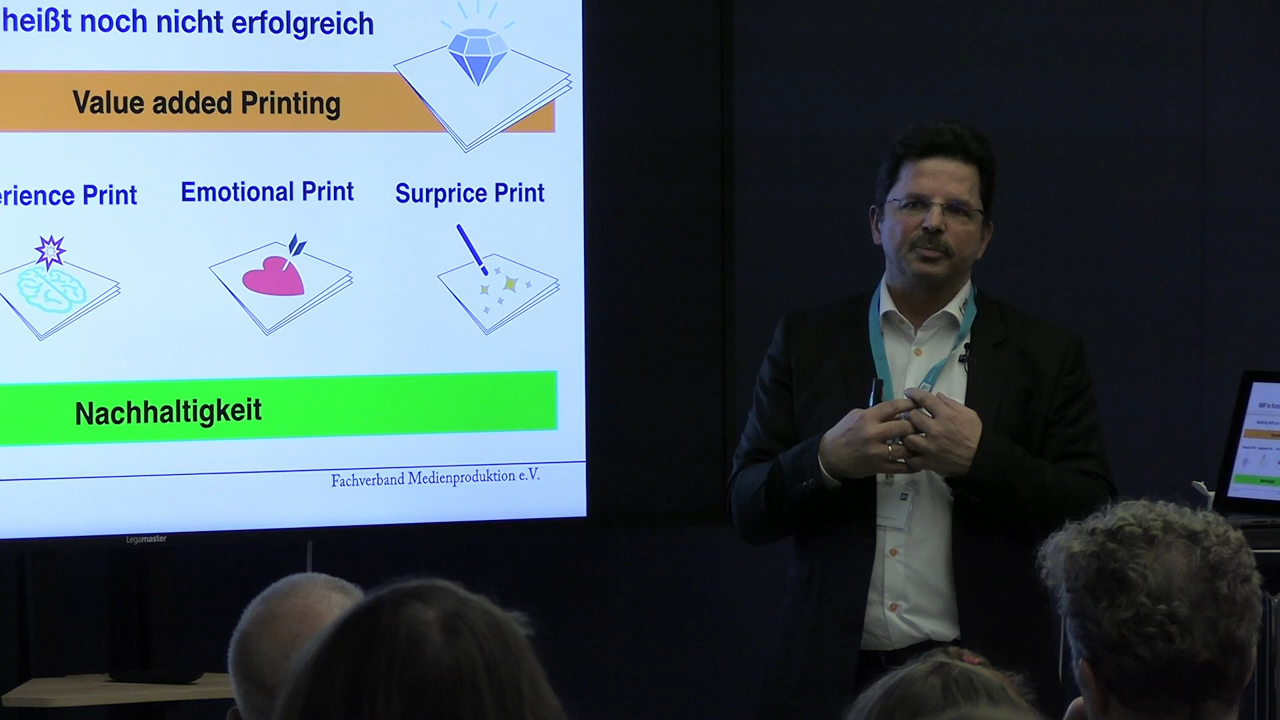 heißt noch nicht erfolgreich
Value added Printing
erience Print
Emotional Print
Surprice Print
Nachhaltigkeit
Fachverband Medienproduktion e.V.
Legamaster